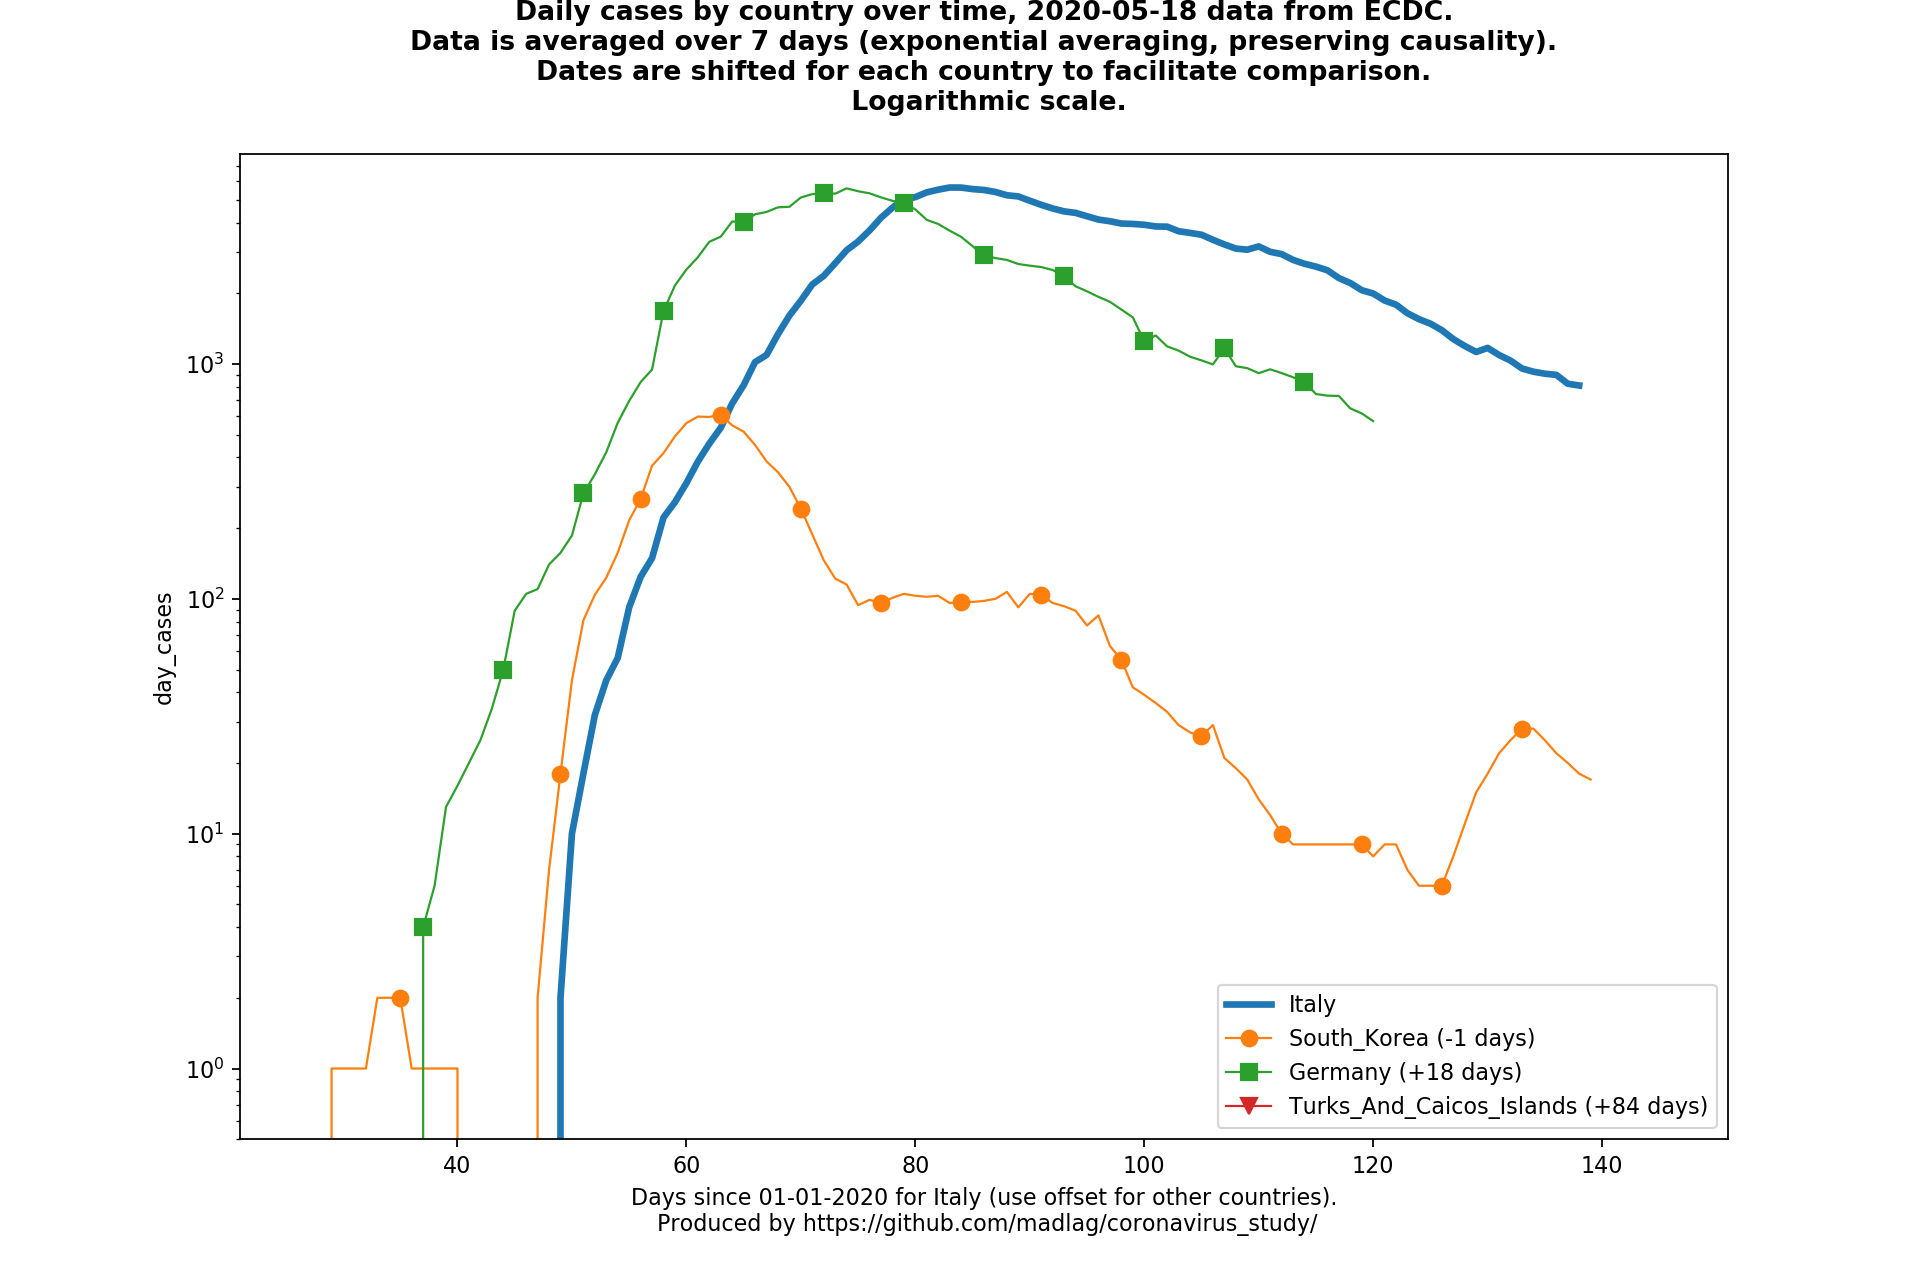 Daily cases by country over time, 2020-05-18 data from ECDC.
Data is averaged over 7 days (exponential averaging, preserving causality).
Dates are shifted for each country to facilitate comparison.
Logarithmic scale.
day_cases
10³
10²
10¹
10⁰
Italy
South_Korea (-1 days)
Germany (+18 days)
Turks_And_Caicos_Islands (+84 days)
40 60 80 100 120 140
Days since 01-01-2020 for Italy (use offset for other countries).
Produced by https://github.com/madlag/coronavirus_study/